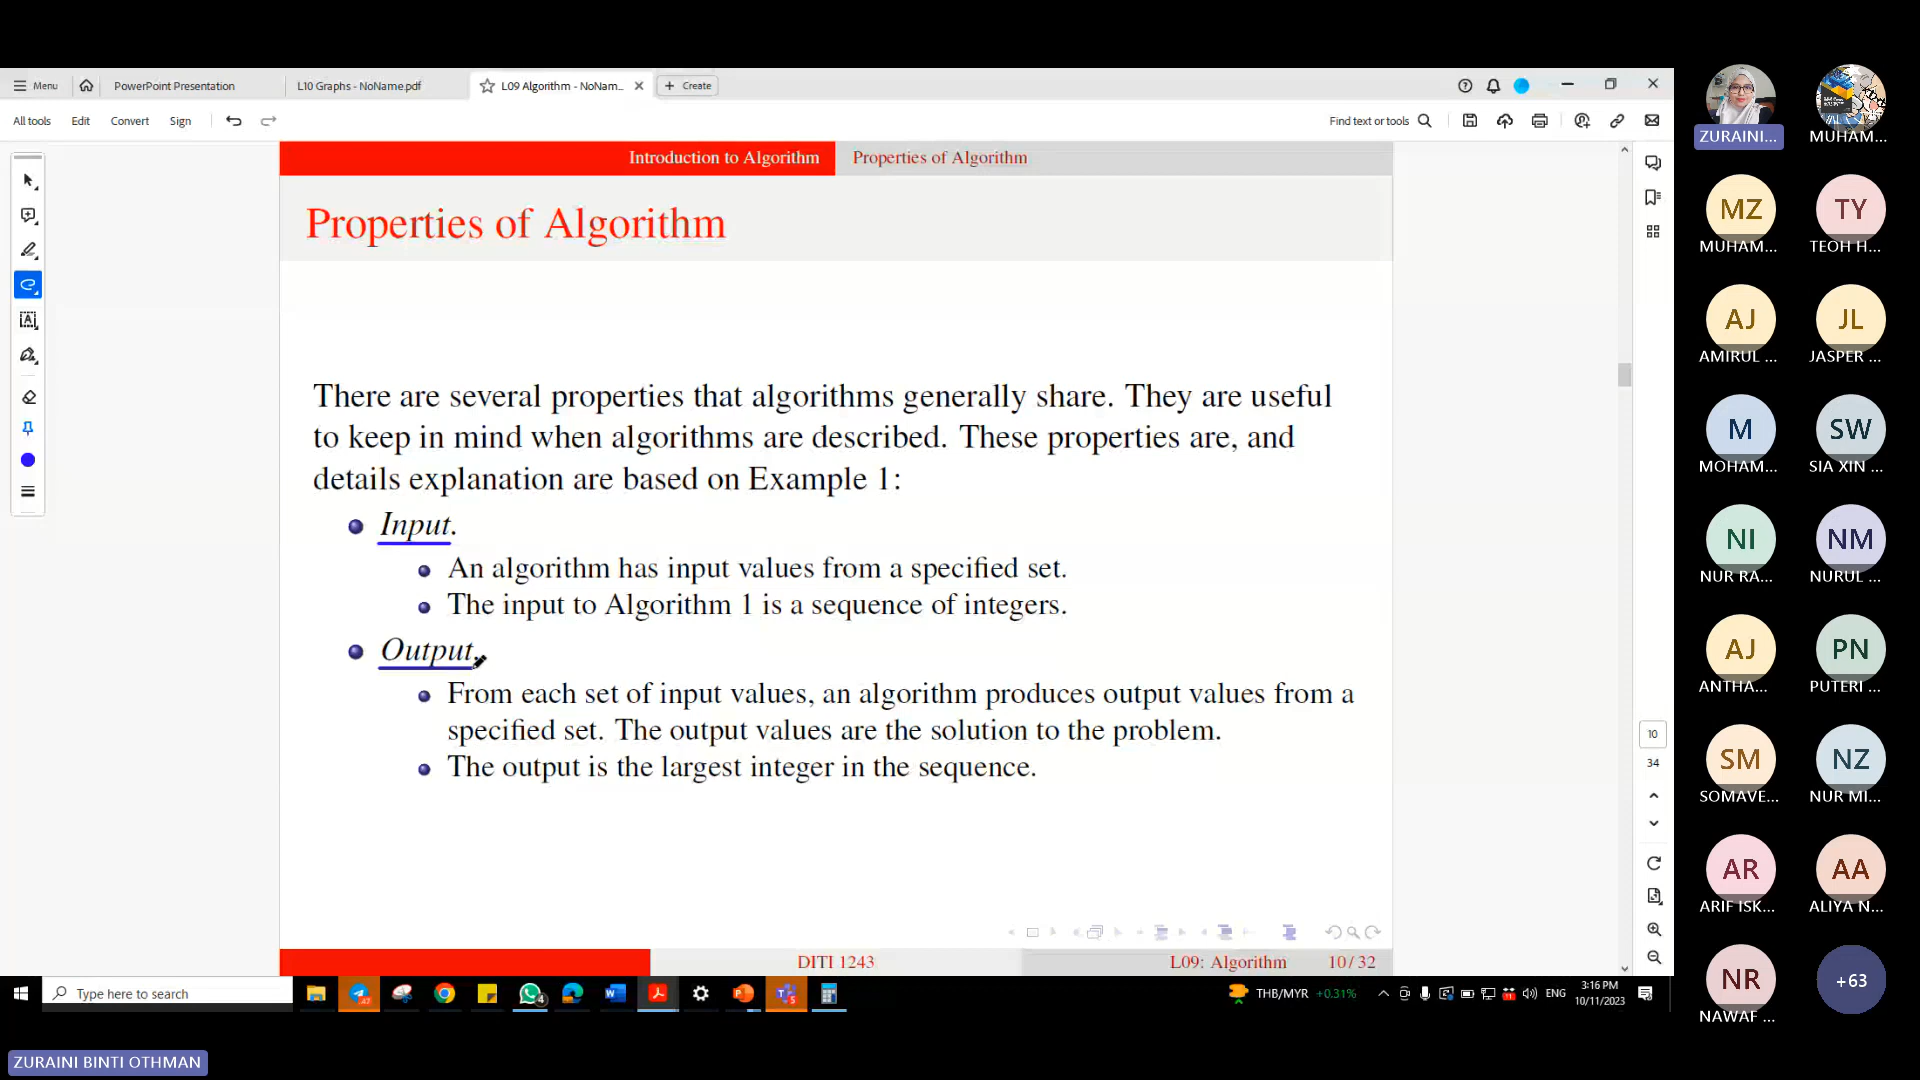 Menu
PowerPoint Presentation
L10 Graphs - NoName.pdf
L09 Algorithm - NoNam...
Create
All tools
Edit
Convert
Sign
Find text or tools
Introduction to Algorithm
Properties of Algorithm
Properties of Algorithm
There are several properties that algorithms generally share. They are useful
to keep in mind when algorithms are described. These properties are, and
details explanation are based on Example 1:
Input.
An algorithm has input values from a specified set.
The input to Algorithm 1 is a sequence of integers.
Output.
From each set of input values, an algorithm produces output values from a
specified set. The output values are the solution to the problem.
The output is the largest integer in the sequence.
10
34
DITI 1243
L09: Algorithm
10 / 32
Type here to search
THB/MYR +0.31%
ENG
3:16 PM
10/11/2023
ZURAINI BINTI OTHMAN
ZURAINI...
MUHAM...
MZ
MUHAM...
TY
TEOH H...
AJ
AMIRUL ...
JL
JASPER ...
M
MOHAM...
SW
SIA XIN ...
NI
NUR RA...
NM
NURUL ...
AJ
ANTHA...
PN
PUTERI ...
SM
SOMAVE...
NZ
NUR MI...
AR
ARIF ISK...
AA
ALIYA N...
NR
NAWAF ...
+63